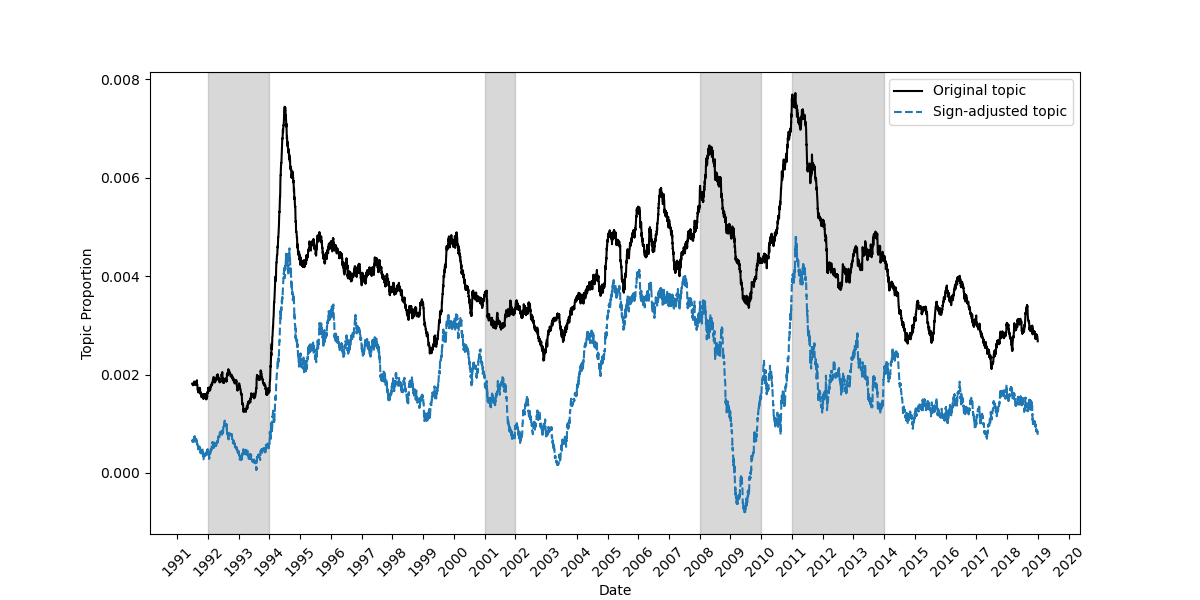 Original topic
Sign-adjusted topic
Topic Proportion
0.008
0.006
0.004
0.002
0.000
1991 1992 1993 1994 1995 1996 1997 1998 1999 2000 2001 2002 2003 2004 2005 2006 2007 2008 2009 2010 2011 2012 2013 2014 2015 2016 2017 2018 2019 2020
Date